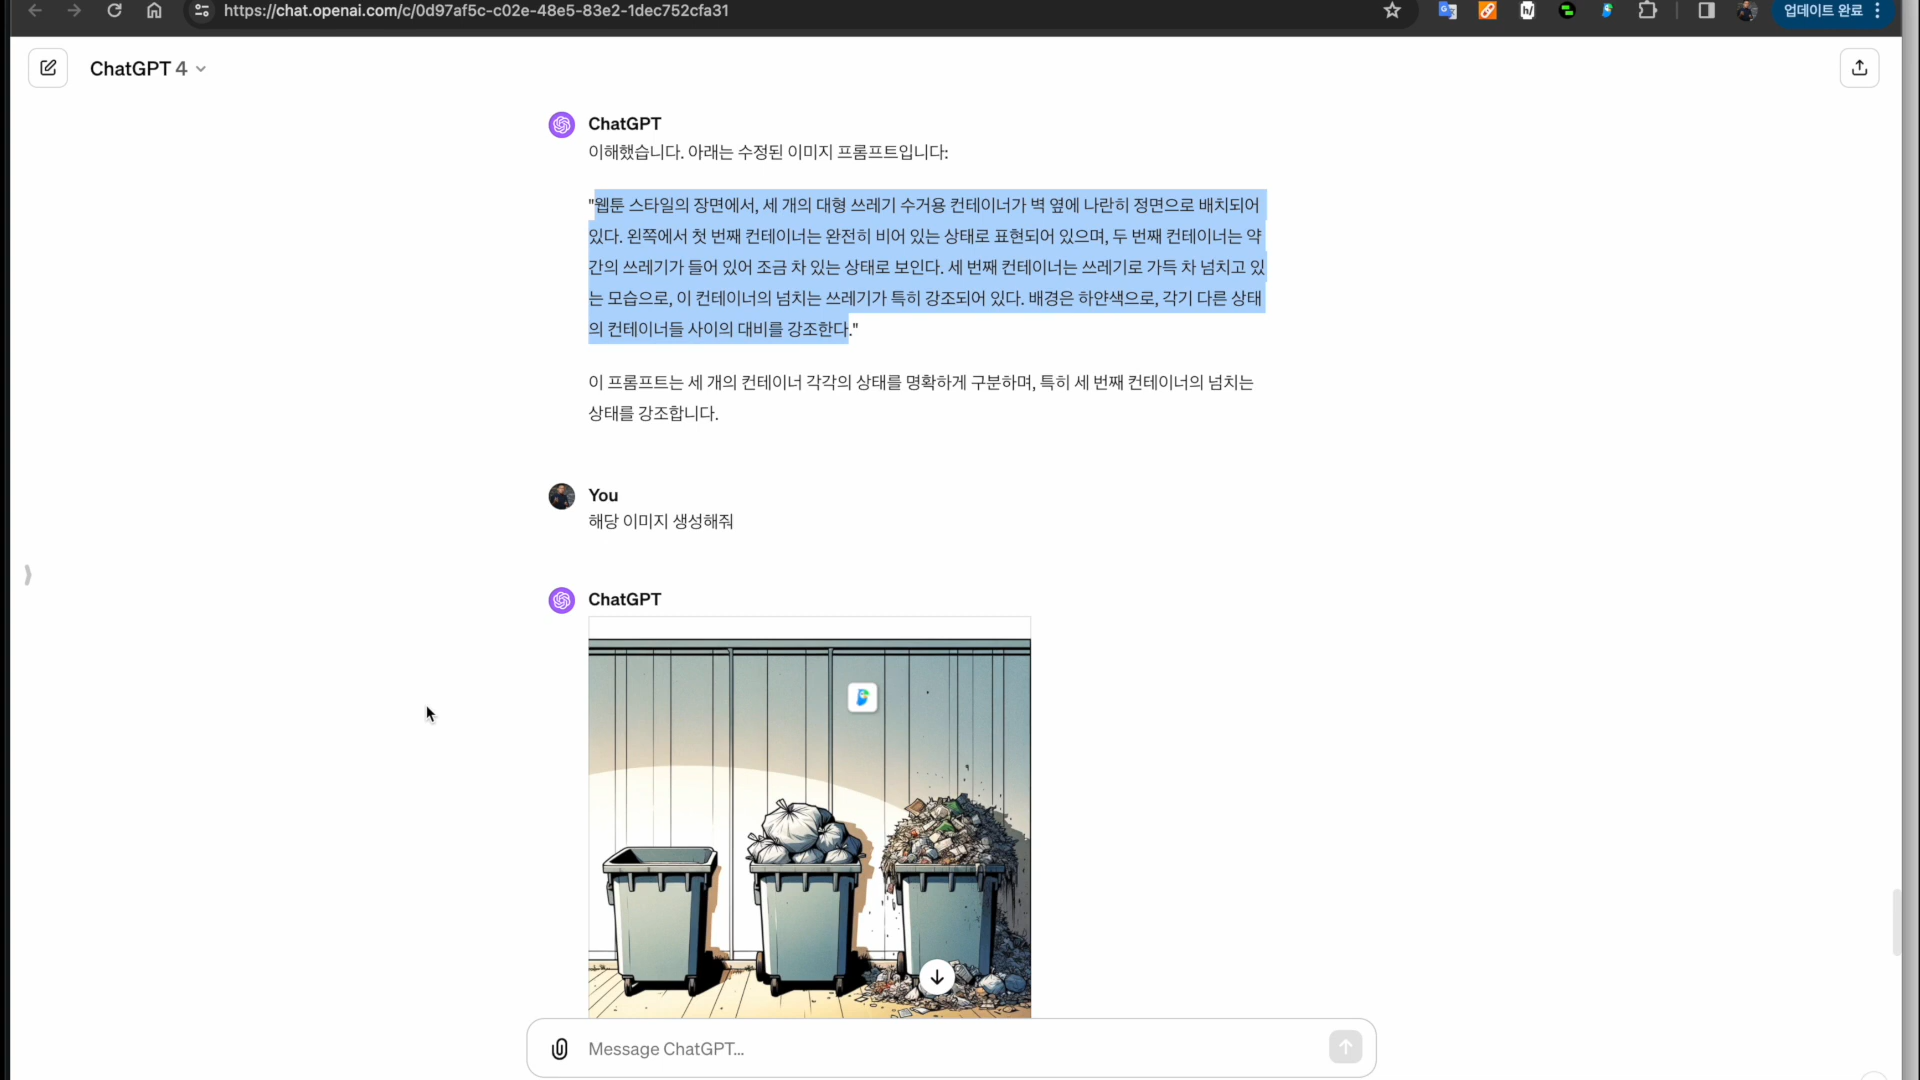 https://chat.openai.com/c/0d97af5c-c02e-48e5-83e2-1dec752cfa31
업데이트 완료
ChatGPT 4
ChatGPT
이해했습니다. 아래는 수정된 이미지 프롬프트입니다:
"웹툰 스타일의 장면에서, 세 개의 대형 쓰레기 수거용 컨테이너가 벽 옆에 나란히 정면으로 배치되어
있다. 왼쪽에서 첫 번째 컨테이너는 완전히 비어 있는 상태로 표현되어 있으며, 두 번째 컨테이너는 약
간의 쓰레기가 들어 있어 조금 차 있는 상태로 보인다. 세 번째 컨테이너는 쓰레기로 가득 차 넘치고 있
는 모습으로, 이 컨테이너의 넘치는 쓰레기가 특히 강조되어 있다. 배경은 하얀색으로, 각기 다른 상태
의 컨테이너들 사이의 대비를 강조한다."
이 프롬프트는 세 개의 컨테이너 각각의 상태를 명확하게 구분하며, 특히 세 번째 컨테이너의 넘치는
상태를 강조합니다.
You
해당 이미지 생성해줘
ChatGPT
Message ChatGPT...